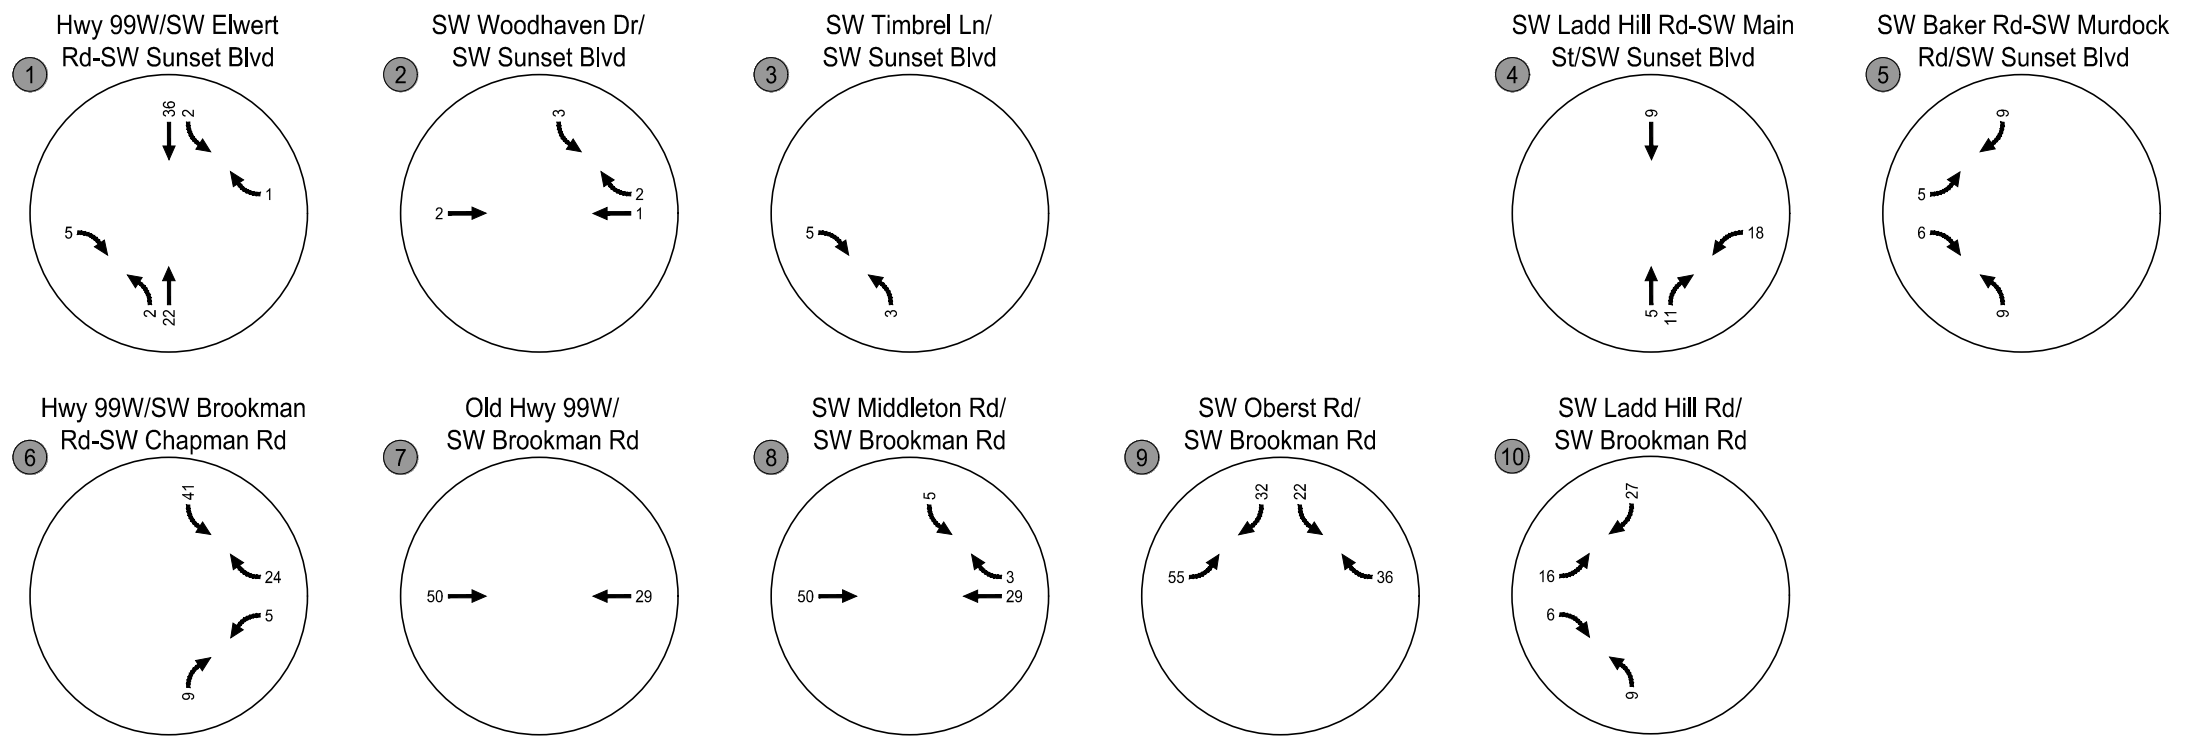 Hwy 99W/SW Elwert
Rd-SW Sunset Blvd
1
36
2
1
5
2
22
SW Woodhaven Dr/
SW Sunset Blvd
2
3
2
1
2
SW Timbrel Ln/
SW Sunset Blvd
3
5
3
SW Ladd Hill Rd-SW Main
St/SW Sunset Blvd
4
9
18
5
11
SW Baker Rd-SW Murdock
Rd/SW Sunset Blvd
5
9
5
6
9
Hwy 99W/SW Brookman
Rd-SW Chapman Rd
6
41
24
5
9
Old Hwy 99W/
SW Brookman Rd
7
50
29
SW Middleton Rd/
SW Brookman Rd
8
5
3
50
29
SW Oberst Rd/
SW Brookman Rd
9
32
22
55
36
SW Ladd Hill Rd/
SW Brookman Rd
10
27
16
6
9